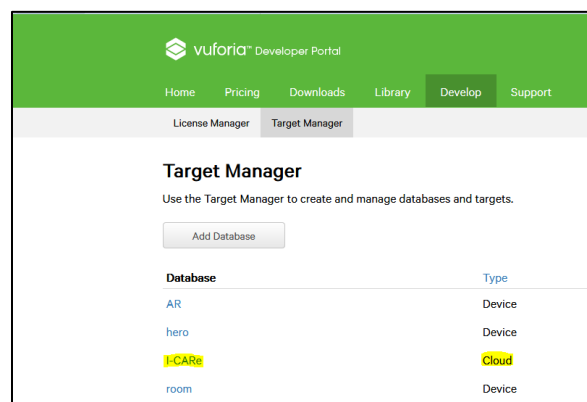 vuforia™ Developer Portal
Home Pricing Downloads Library Develop Support
License Manager Target Manager
Target Manager
Use the Target Manager to create and manage databases and targets.
Add Database
Database Type
AR Device
hero Device
I-CARe Cloud
room Device